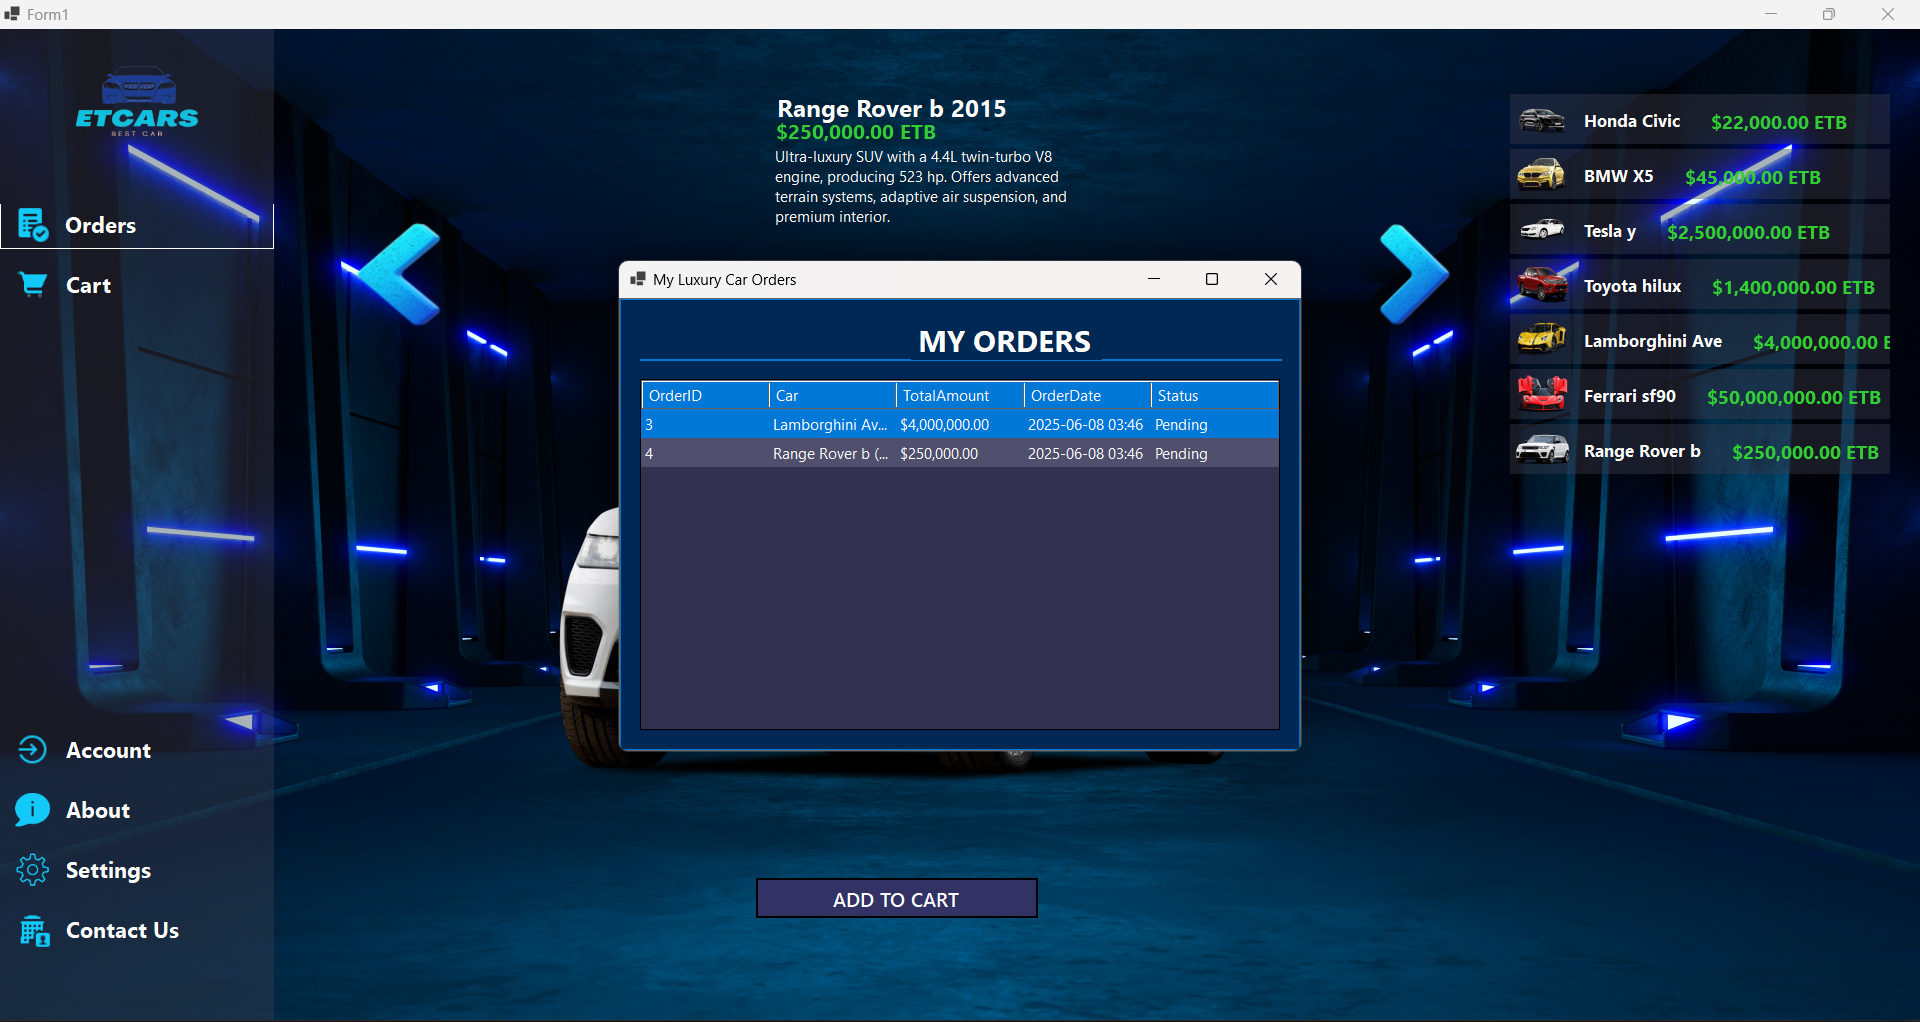 Form1
ETCARS
BEST CAR
Orders
Cart
Account
About
Settings
Contact Us
Range Rover b 2015
$250,000.00 ETB
Ultra-luxury SUV with a 4.4L twin-turbo V8
engine, producing 523 hp. Offers advanced
terrain systems, adaptive air suspension, and
premium interior.
My Luxury Car Orders
MY ORDERS
OrderID Car TotalAmount OrderDate Status
3 Lamborghini Av... $4,000,000.00 2025-06-08 03:46 Pending
4 Range Rover b (... $250,000.00 2025-06-08 03:46 Pending
ADD TO CART
Honda Civic $22,000.00 ETB
BMW X5 $45,000.00 ETB
Tesla y $2,500,000.00 ETB
Toyota hilux $1,400,000.00 ETB
Lamborghini Ave $4,000,000.00 E
Ferrari sf90 $50,000,000.00 ETB
Range Rover b $250,000.00 ETB